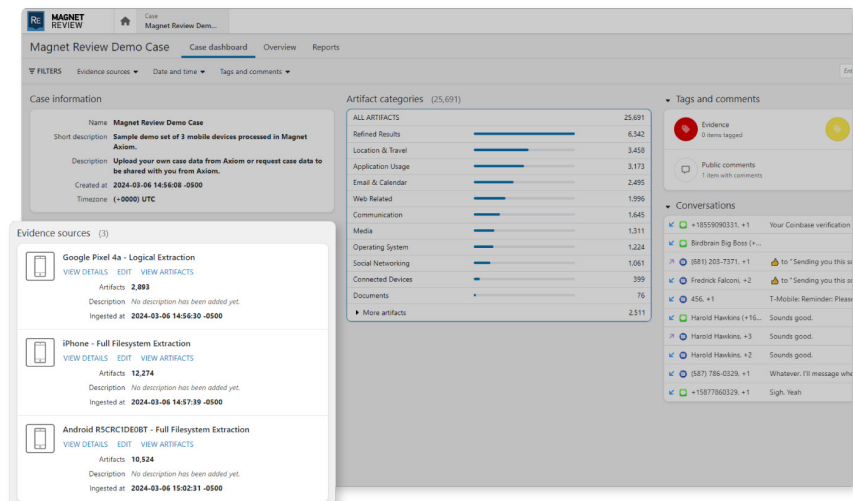 RE
MAGNET
REVIEW
Case
Magnet Review Dem...
Magnet Review Demo Case
Case dashboard
Overview
Reports
FILTERS
Evidence sources
Date and time
Tags and comments
Case information
Name Magnet Review Demo Case
Short description Sample demo set of 3 mobile devices processed in Magnet
Axiom.
Description Upload your own case data from Axiom or request case data to
be shared with you from Axiom.
Created at 2024-03-06 14:56:08 -0500
Timezone (+0000) UTC
Evidence sources (3)
Google Pixel 4a - Logical Extraction
VIEW DETAILS EDIT VIEW ARTIFACTS
Artifacts 2,893
Description No description has been added yet.
Ingested at 2024-03-06 14:56:30 -0500
iPhone - Full Filesystem Extraction
VIEW DETAILS EDIT VIEW ARTIFACTS
Artifacts 12,274
Description No description has been added yet.
Ingested at 2024-03-06 14:57:39 -0500
Android R5CRC1DE0BT - Full Filesystem Extraction
VIEW DETAILS EDIT VIEW ARTIFACTS
Artifacts 10,524
Description No description has been added yet.
Ingested at 2024-03-06 15:02:31 -0500
Artifact categories (25,691)
ALL ARTIFACTS 25,691
Refined Results 6,342
Location & Travel 3,458
Application Usage 3,173
Email & Calendar 2,495
Web Related 1,996
Communication 1,645
Media 1,311
Operating System 1,224
Social Networking 1,061
Connected Devices 399
Documents 76
More artifacts 2,511
Tags and comments
Evidence
0 items tagged
Public comments
1 item with comments
Conversations
+18559090331, +1 Your Coinbase verification
Birdbrain Big Boss (+...
(681) 203-7371, +1 👍 to "Sending you this so
Fredrick Falconi, +2 👍 to "Sending you this so
456, +1 T-Mobile: Reminder: Please
Harold Hawkins (+16... Sounds good.
Harold Hawkins, +3 Sounds good.
Harold Hawkins, +2 Sounds good.
(587) 786-0329, +1 Whatever. I'll message whe
+15877860329, +1 Sigh. Yeah